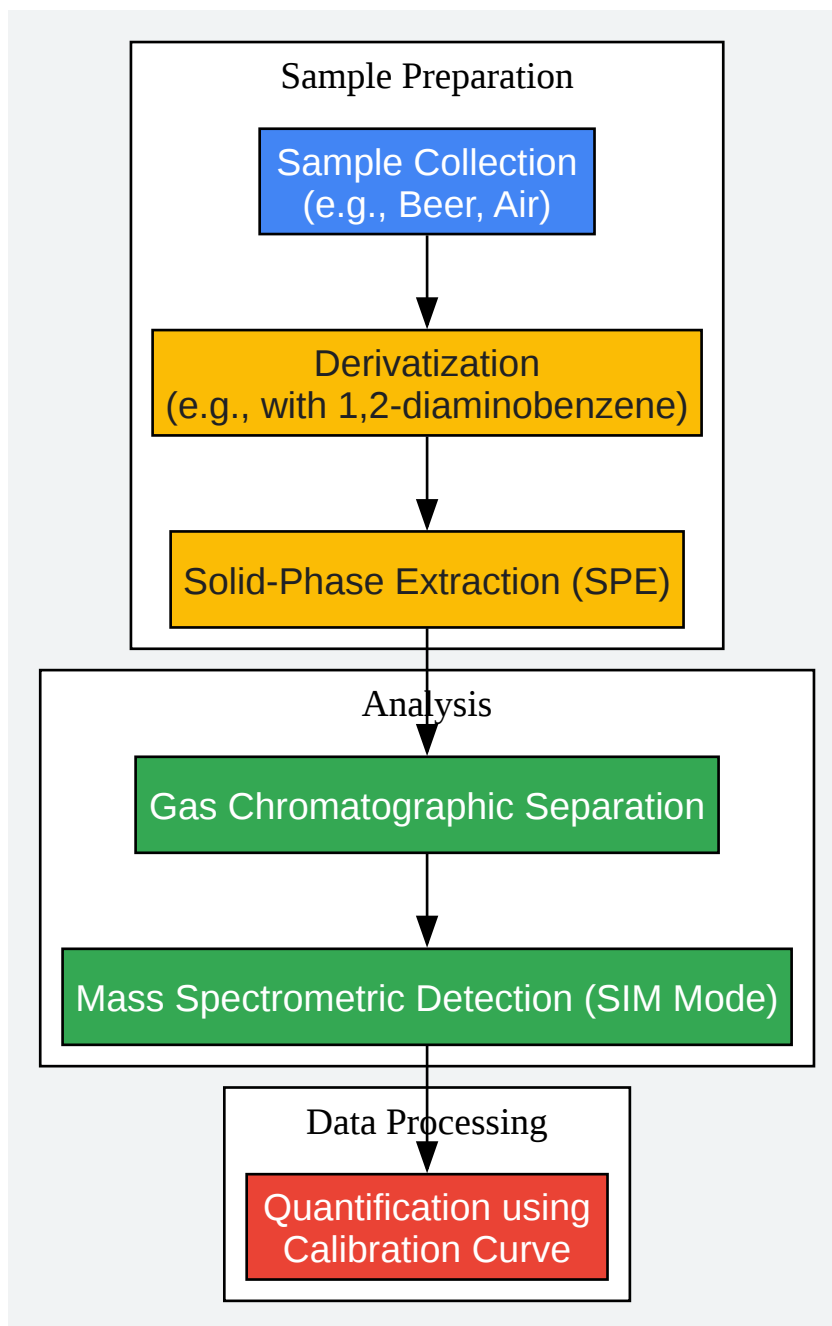 Sample Preparation
Sample Collection
(e.g., Beer, Air)
Derivatization
(e.g., with 1,2-diaminobenzene)
Solid-Phase Extraction (SPE)
Analysis
Gas Chromatographic Separation
Mass Spectrometric Detection (SIM Mode)
Data Processing
Quantification using
Calibration Curve